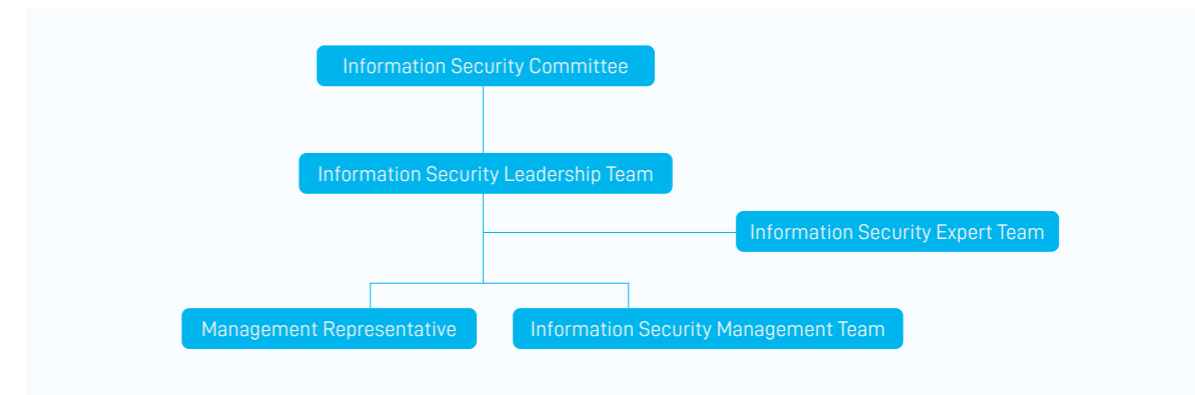 Information Security Committee
Information Security Leadership Team
Information Security Expert Team
Management Representative
Information Security Management Team